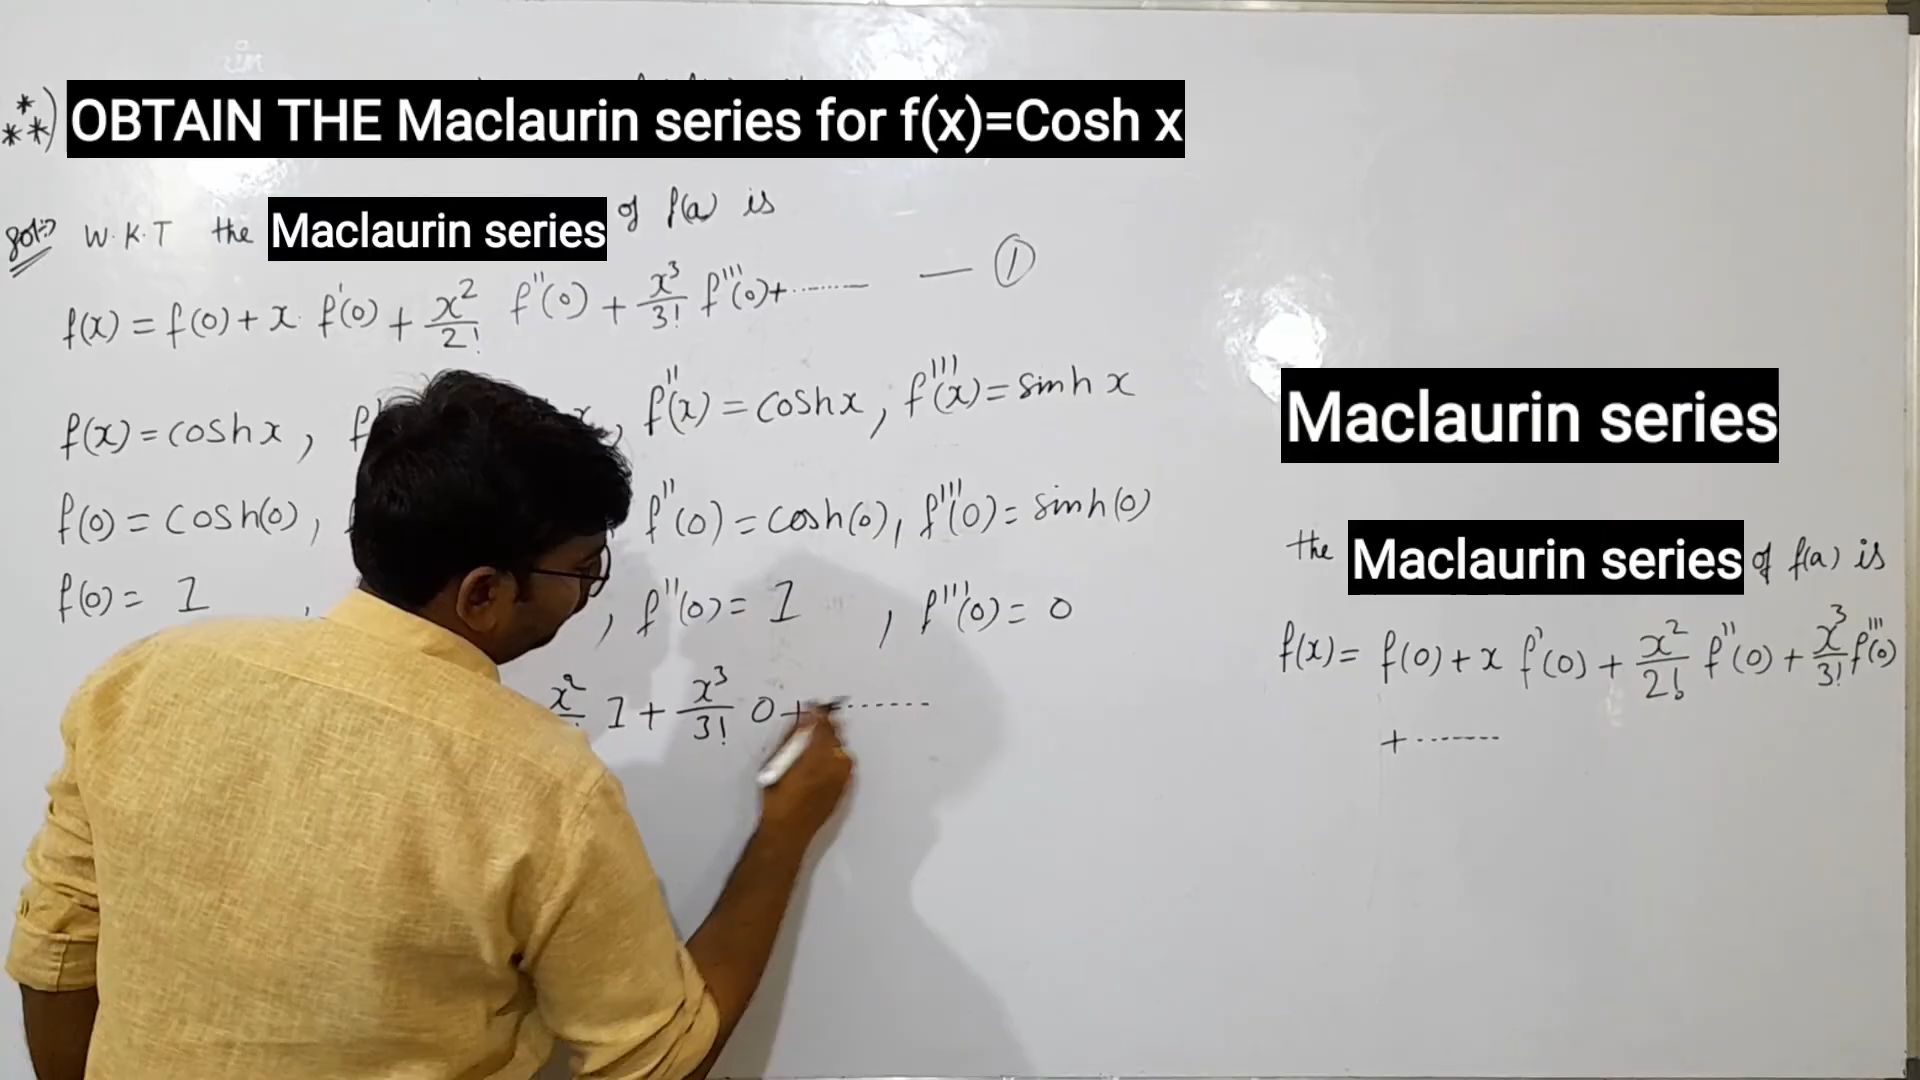 in
***) OBTAIN THE Maclaurin series for f(x)=Cosh x
Sol:⇒ W.K.T the Maclaurin series of f(a) is
f(x) = f(0) + x. f'(0) + x²/2! f''(0) + x³/3! f'''(0)+........ — ①
f(x) = coshx, x, f''(x) = coshx, f'''(x) = sinh x
f(0) = cosh(0), f''(0) = cosh(0), f'''(0) = sinh(0)
f(0) = 1 , , f''(0) = 1 , f'''(0) = 0
x² 1 + x³/3! 0 + .......
Maclaurin series
the Maclaurin series of f(a) is
f(x) = f(0) + x f'(0) + x²/2! f''(0) + x³/3! f'''(0)
+ .......